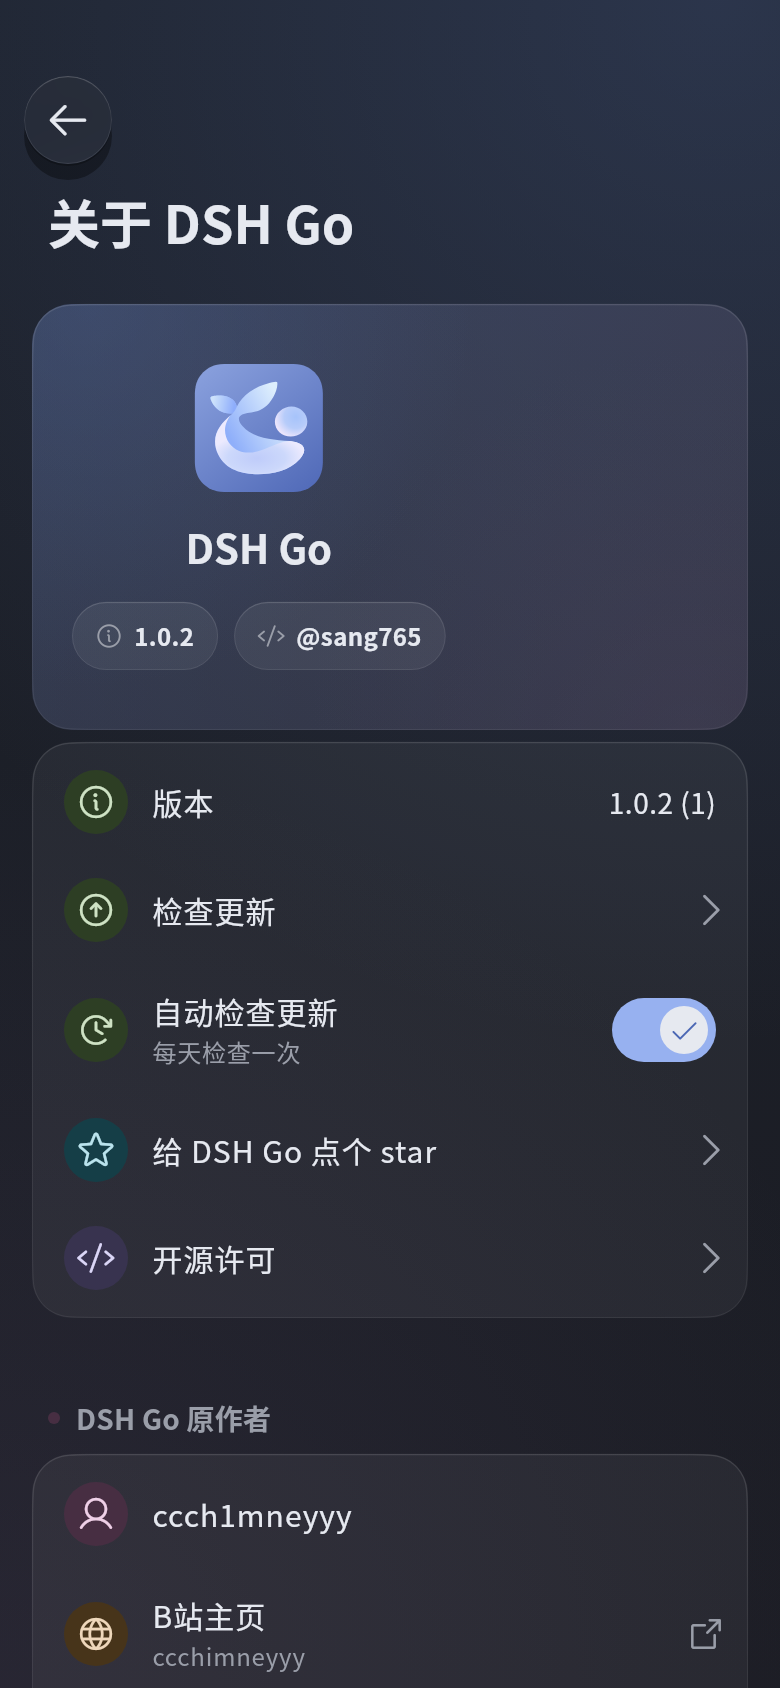 关于 DSH Go
DSH Go
1.0.2
@sang765
版本
1.0.2 (1)
检查更新
自动检查更新
每天检查一次
给 DSH Go 点个 star
开源许可
DSH Go 原作者
ccch1mneyyy
B站主页
ccchimneyyy